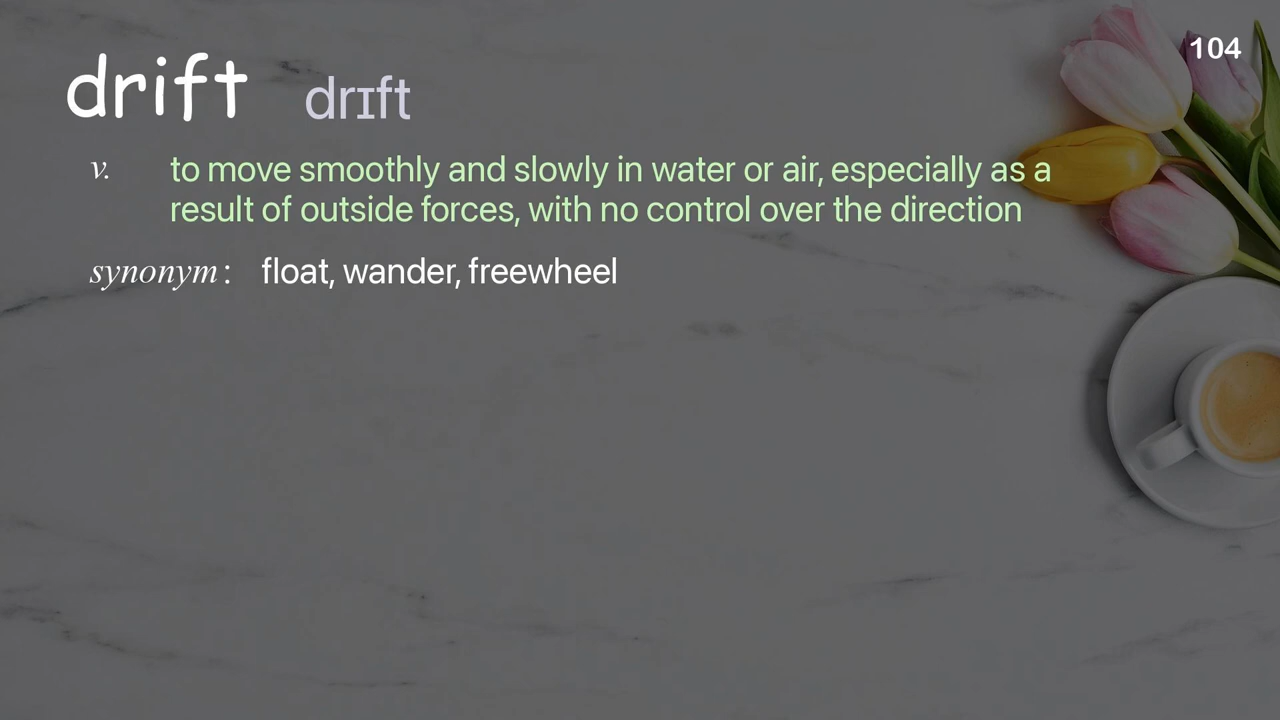 104
drift drɪft
v. to move smoothly and slowly in water or air, especially as a
result of outside forces, with no control over the direction
synonym : float, wander, freewheel